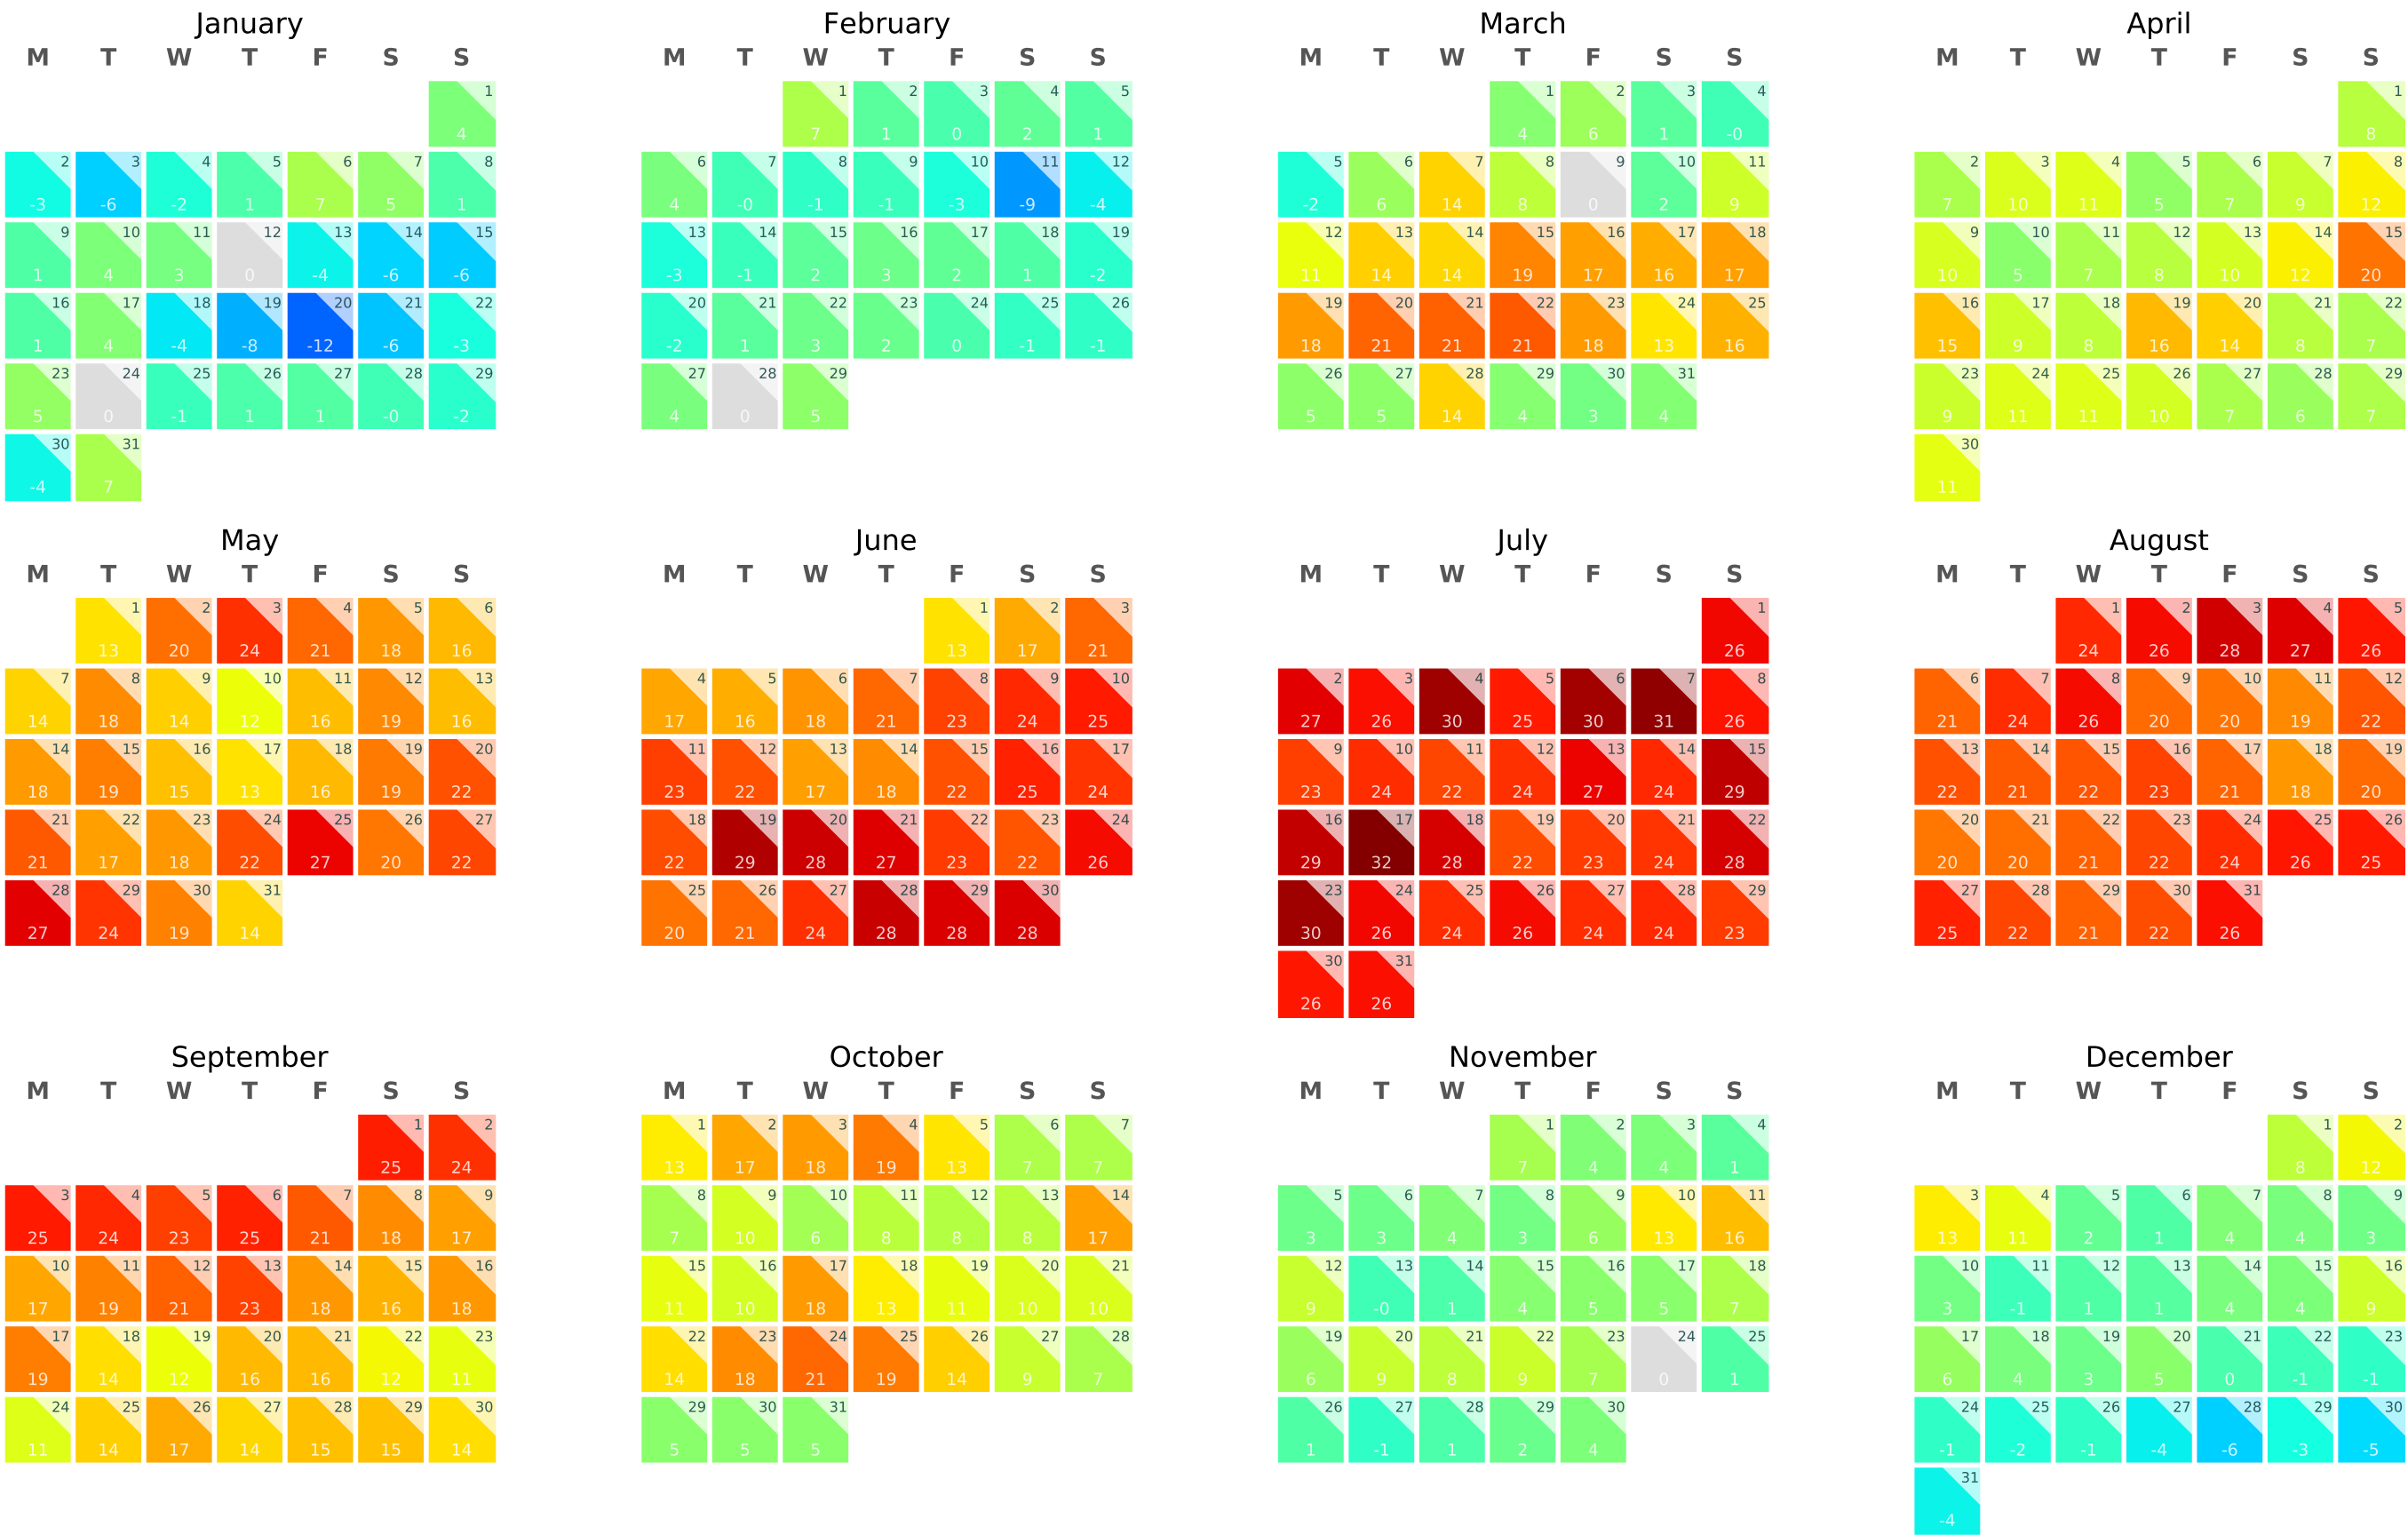 January February March April
M T W T F S S M T W T F S S M T W T F S S M T W T F S S
1 1 2 3 4 5 1 2 3 4 1
4 7 1 0 2 1 4 6 1 -0 8
2 3 4 5 6 7 8 6 7 8 9 10 11 12 5 6 7 8 9 10 11 2 3 4 5 6 7 8
-3 -6 -2 1 7 5 1 4 -0 -1 -1 -3 -9 -4 -2 6 14 8 0 2 9 7 10 11 5 7 9 12
9 10 11 12 13 14 15 13 14 15 16 17 18 19 12 13 14 15 16 17 18 9 10 11 12 13 14 15
1 4 3 0 -4 -6 -6 -3 -1 2 3 2 1 -2 11 14 14 19 17 16 17 10 5 7 8 10 12 20
16 17 18 19 20 21 22 20 21 22 23 24 25 26 19 20 21 22 23 24 25 16 17 18 19 20 21 22
1 4 -4 -8 -12 -6 -3 -2 1 3 2 0 -1 -1 18 21 21 21 18 13 16 15 9 8 16 14 8 7
23 24 25 26 27 28 29 27 28 29 26 27 28 29 30 31 23 24 25 26 27 28 29
5 0 -1 1 1 -0 -2 4 0 5 5 5 14 4 3 4 9 11 11 10 7 6 7
30 31 30
-4 7 11
May June July August
M T W T F S S M T W T F S S M T W T F S S M T W T F S S
1 2 3 4 5 6 1 2 3 1 1 2 3 4 5
13 20 24 21 18 16 13 17 21 26 24 26 28 27 26
7 8 9 10 11 12 13 4 5 6 7 8 9 10 2 3 4 5 6 7 8 6 7 8 9 10 11 12
14 18 14 12 16 19 16 17 16 18 21 23 24 25 27 26 30 25 30 31 26 21 24 26 20 20 19 22
14 15 16 17 18 19 20 11 12 13 14 15 16 17 9 10 11 12 13 14 15 13 14 15 16 17 18 19
18 19 15 13 16 19 22 23 22 17 18 22 25 24 23 24 22 24 27 24 29 22 21 22 23 21 18 20
21 22 23 24 25 26 27 18 19 20 21 22 23 24 16 17 18 19 20 21 22 20 21 22 23 24 25 26
21 17 18 22 27 20 22 22 29 28 27 23 22 26 29 32 28 22 23 24 28 20 20 21 22 24 26 25
28 29 30 31 25 26 27 28 29 30 23 24 25 26 27 28 29 27 28 29 30 31
27 24 19 14 20 21 24 28 28 28 30 26 24 26 24 24 23 25 22 21 22 26
30 31
26 26
September October November December
M T W T F S S M T W T F S S M T W T F S S M T W T F S S
1 2 1 2 3 4 5 6 7 1 2 3 4 1 2
25 24 13 17 18 19 13 7 7 7 4 4 1 8 12
3 4 5 6 7 8 9 8 9 10 11 12 13 14 5 6 7 8 9 10 11 3 4 5 6 7 8 9
25 24 23 25 21 18 17 7 10 6 8 8 8 17 3 3 4 3 6 13 16 13 11 2 1 4 4 3
10 11 12 13 14 15 16 15 16 17 18 19 20 21 12 13 14 15 16 17 18 10 11 12 13 14 15 16
17 19 21 23 18 16 18 11 10 18 13 11 10 10 9 -0 1 4 5 5 7 3 -1 1 1 4 4 9
17 18 19 20 21 22 23 22 23 24 25 26 27 28 19 20 21 22 23 24 25 17 18 19 20 21 22 23
19 14 12 16 16 12 11 14 18 21 19 14 9 7 6 9 8 9 7 0 1 6 4 3 5 0 -1 -1
24 25 26 27 28 29 30 29 30 31 26 27 28 29 30 24 25 26 27 28 29 30
11 14 17 14 15 15 14 5 5 5 1 -1 1 2 4 -1 -2 -1 -4 -6 -3 -5
31
-4